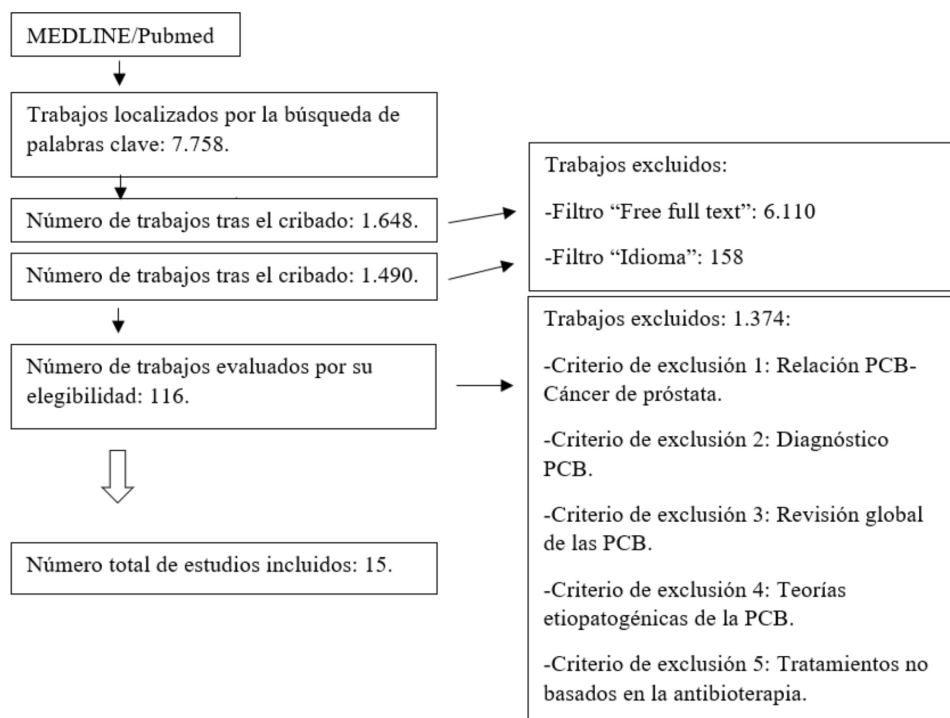 MEDLINE/Pubmed
Trabajos localizados por la búsqueda de
palabras clave: 7.758.
Número de trabajos tras el cribado: 1.648.
Número de trabajos tras el cribado: 1.490.
Trabajos excluidos:
-Filtro “Free full text”: 6.110
-Filtro “Idioma”: 158
Número de trabajos evaluados por su
elegibilidad: 116.
Trabajos excluidos: 1.374:
-Criterio de exclusión 1: Relación PCB-
Cáncer de próstata.
-Criterio de exclusión 2: Diagnóstico
PCB.
-Criterio de exclusión 3: Revisión global
de las PCB.
-Criterio de exclusión 4: Teorías
etiopatogénicas de la PCB.
-Criterio de exclusión 5: Tratamientos no
basados en la antibioterapia.
Número total de estudios incluidos: 15.